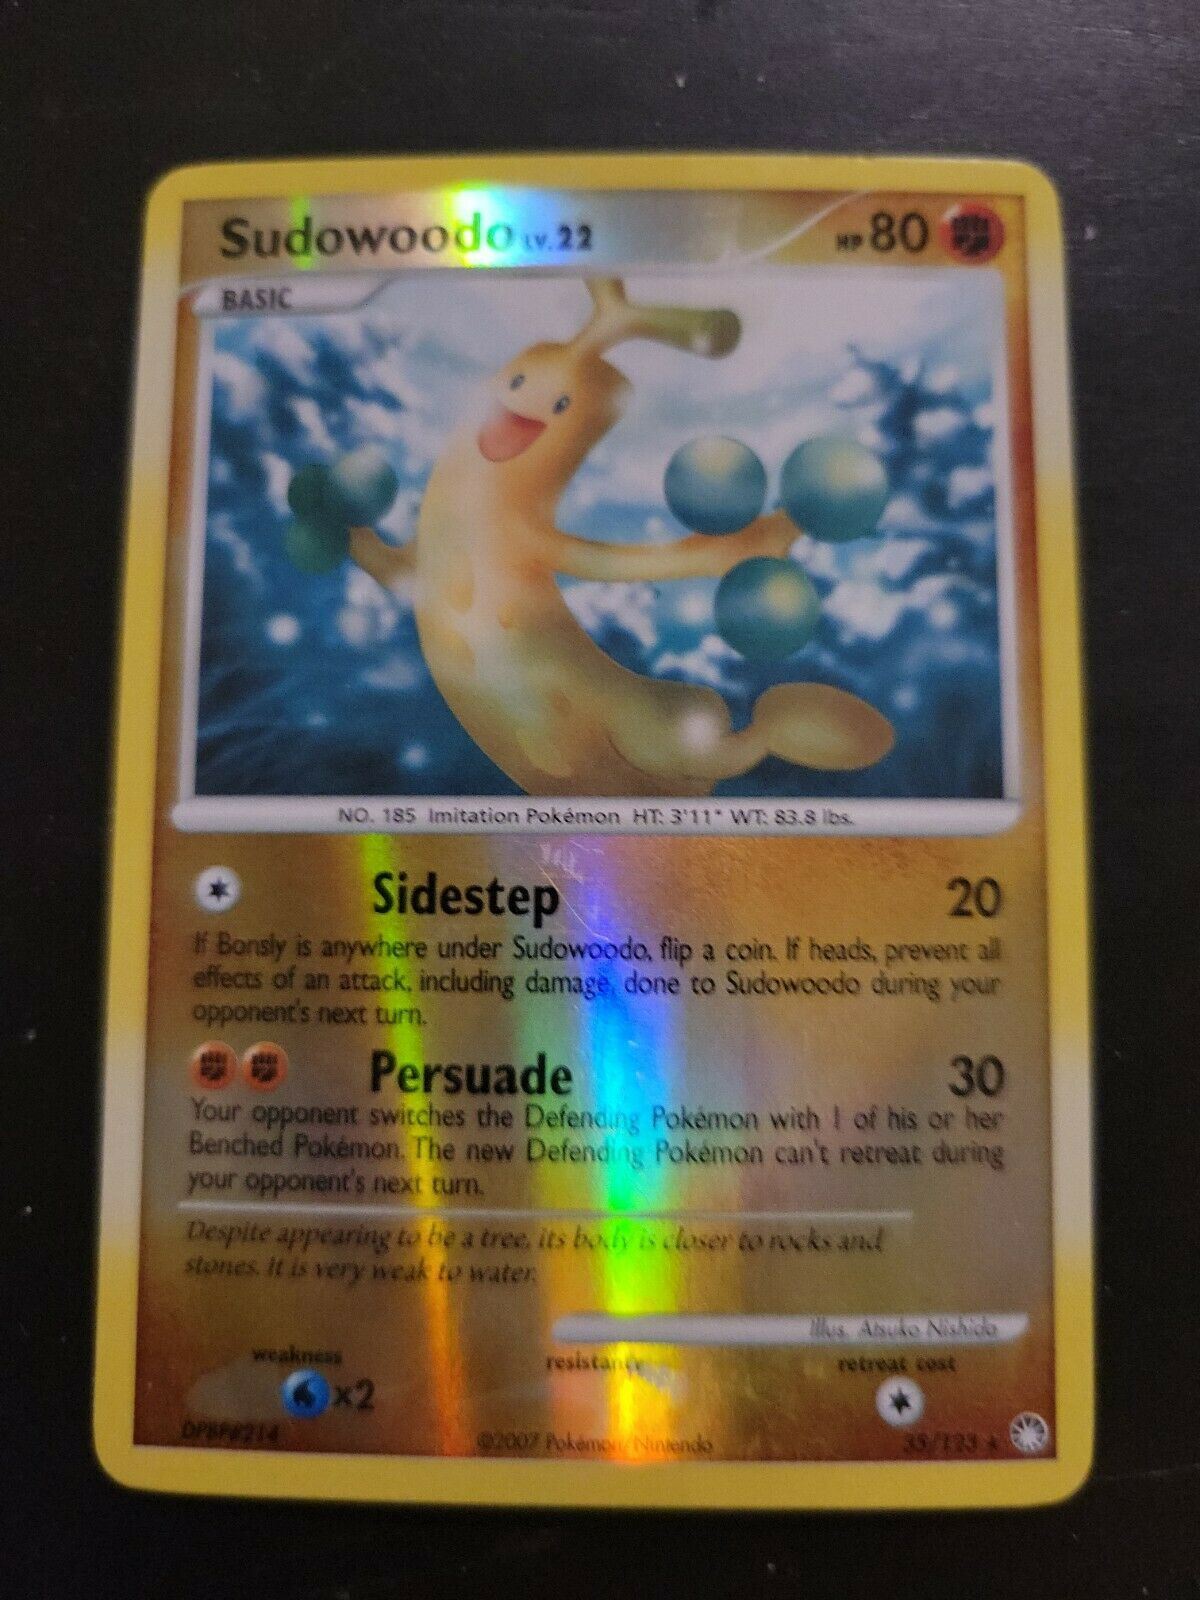 Sudowoodo LV.22 HP 80
BASIC
NO. 185 Imitation Pokémon HT: 3'11" WT: 83.8 lbs.
Sidestep 20
If Bonsly is anywhere under Sudowoodo, flip a coin. If heads, prevent all
effects of an attack, including damage, done to Sudowoodo during your
opponent's next turn.
Persuade 30
Your opponent switches the Defending Pokémon with 1 of his or her
Benched Pokémon. The new Defending Pokémon can't retreat during
your opponent's next turn.
Despite appearing to be a tree, its body is closer to rocks and
stones. It is very weak to water.
Illus. Atsuko Nishida
weakness resistance retreat cost
x2
DPBP#214 ©2007 Pokémon/Nintendo 35/123 ★